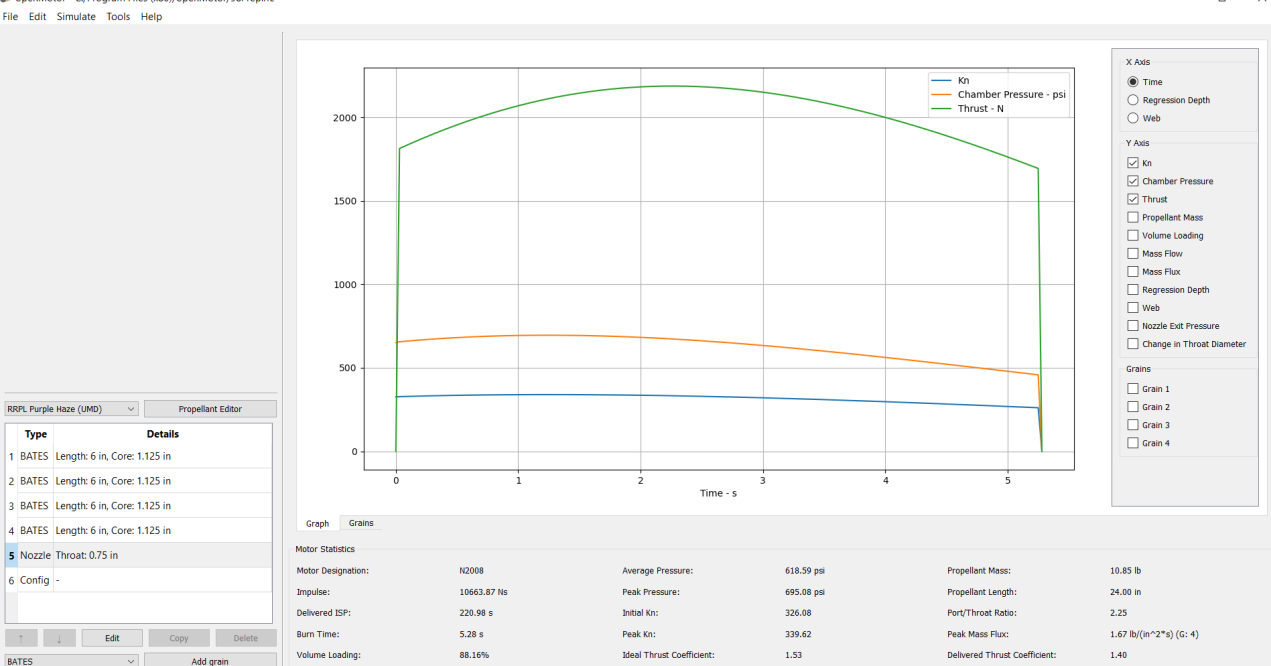 File Edit Simulate Tools Help
Kn
Chamber Pressure - psi
Thrust - N
2000
1500
1000
500
0
0 1 2 3 4 5
Time - s
X Axis
Time
Regression Depth
Web
Y Axis
Kn
Chamber Pressure
Thrust
Propellant Mass
Volume Loading
Mass Flow
Mass Flux
Regression Depth
Web
Nozzle Exit Pressure
Change in Throat Diameter
Grains
Grain 1
Grain 2
Grain 3
Grain 4
RRPL Purple Haze (UMD) Propellant Editor
Type Details
1 BATES Length: 6 in, Core: 1.125 in
2 BATES Length: 6 in, Core: 1.125 in
3 BATES Length: 6 in, Core: 1.125 in
4 BATES Length: 6 in, Core: 1.125 in
5 Nozzle Throat: 0.75 in
6 Config -
↑ ↓ Edit Copy Delete
BATES Add grain
Graph Grains
Motor Statistics
Motor Designation: N2008 Average Pressure: 618.59 psi Propellant Mass: 10.85 lb
Impulse: 10663.87 Ns Peak Pressure: 695.08 psi Propellant Length: 24.00 in
Delivered ISP: 220.98 s Initial Kn: 326.08 Port/Throat Ratio: 2.25
Burn Time: 5.28 s Peak Kn: 339.62 Peak Mass Flux: 1.67 lb/(in^2*s) (G: 4)
Volume Loading: 88.16% Ideal Thrust Coefficient: 1.53 Delivered Thrust Coefficient: 1.40